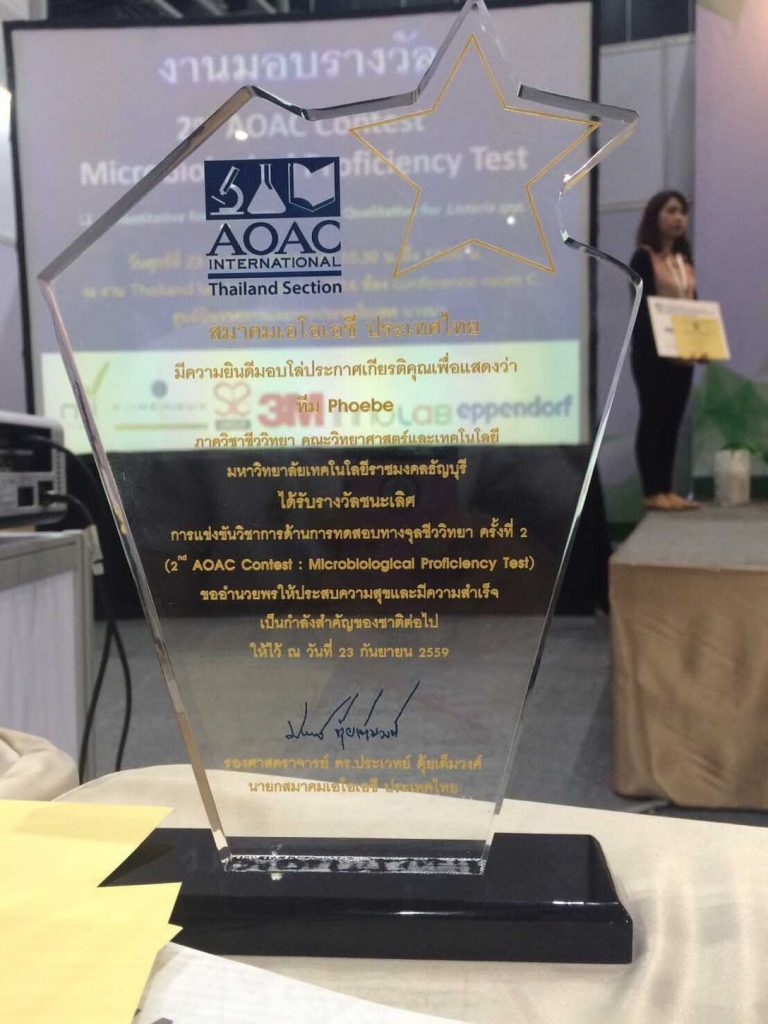 งานมอบรางวัล
2nd AOAC Contest
Proficiency Test
AOAC
INTERNATIONAL
Thailand Section
สมาคมเอโอเอซี ประเทศไทย
มีความยินดีมอบโล่ประกาศเกียรติคุณเพื่อแสดงว่า
ทีม Phoebe
ภาควิชาชีววิทยา คณะวิทยาศาสตร์และเทคโนโลยี
มหาวิทยาลัยเทคโนโลยีราชมงคลธัญบุรี
ได้รับรางวัลชนะเลิศ
การแข่งขันวิชาการด้านการทดสอบทางจุลชีววิทยา ครั้งที่ 2
(2nd AOAC Contest : Microbiological Proficiency Test)
ขออำนวยพรให้ประสบความสุขและมีความสำเร็จ
เป็นกำลังสำคัญของชาติต่อไป
ให้ไว้ ณ วันที่ 23 กันยายน 2559
รองศาสตราจารย์ ดร.ประเวทย์ ตุ้ยเต็มวงศ์
นายกสมาคมเอโอเอซี ประเทศไทย
3M
eppendorf